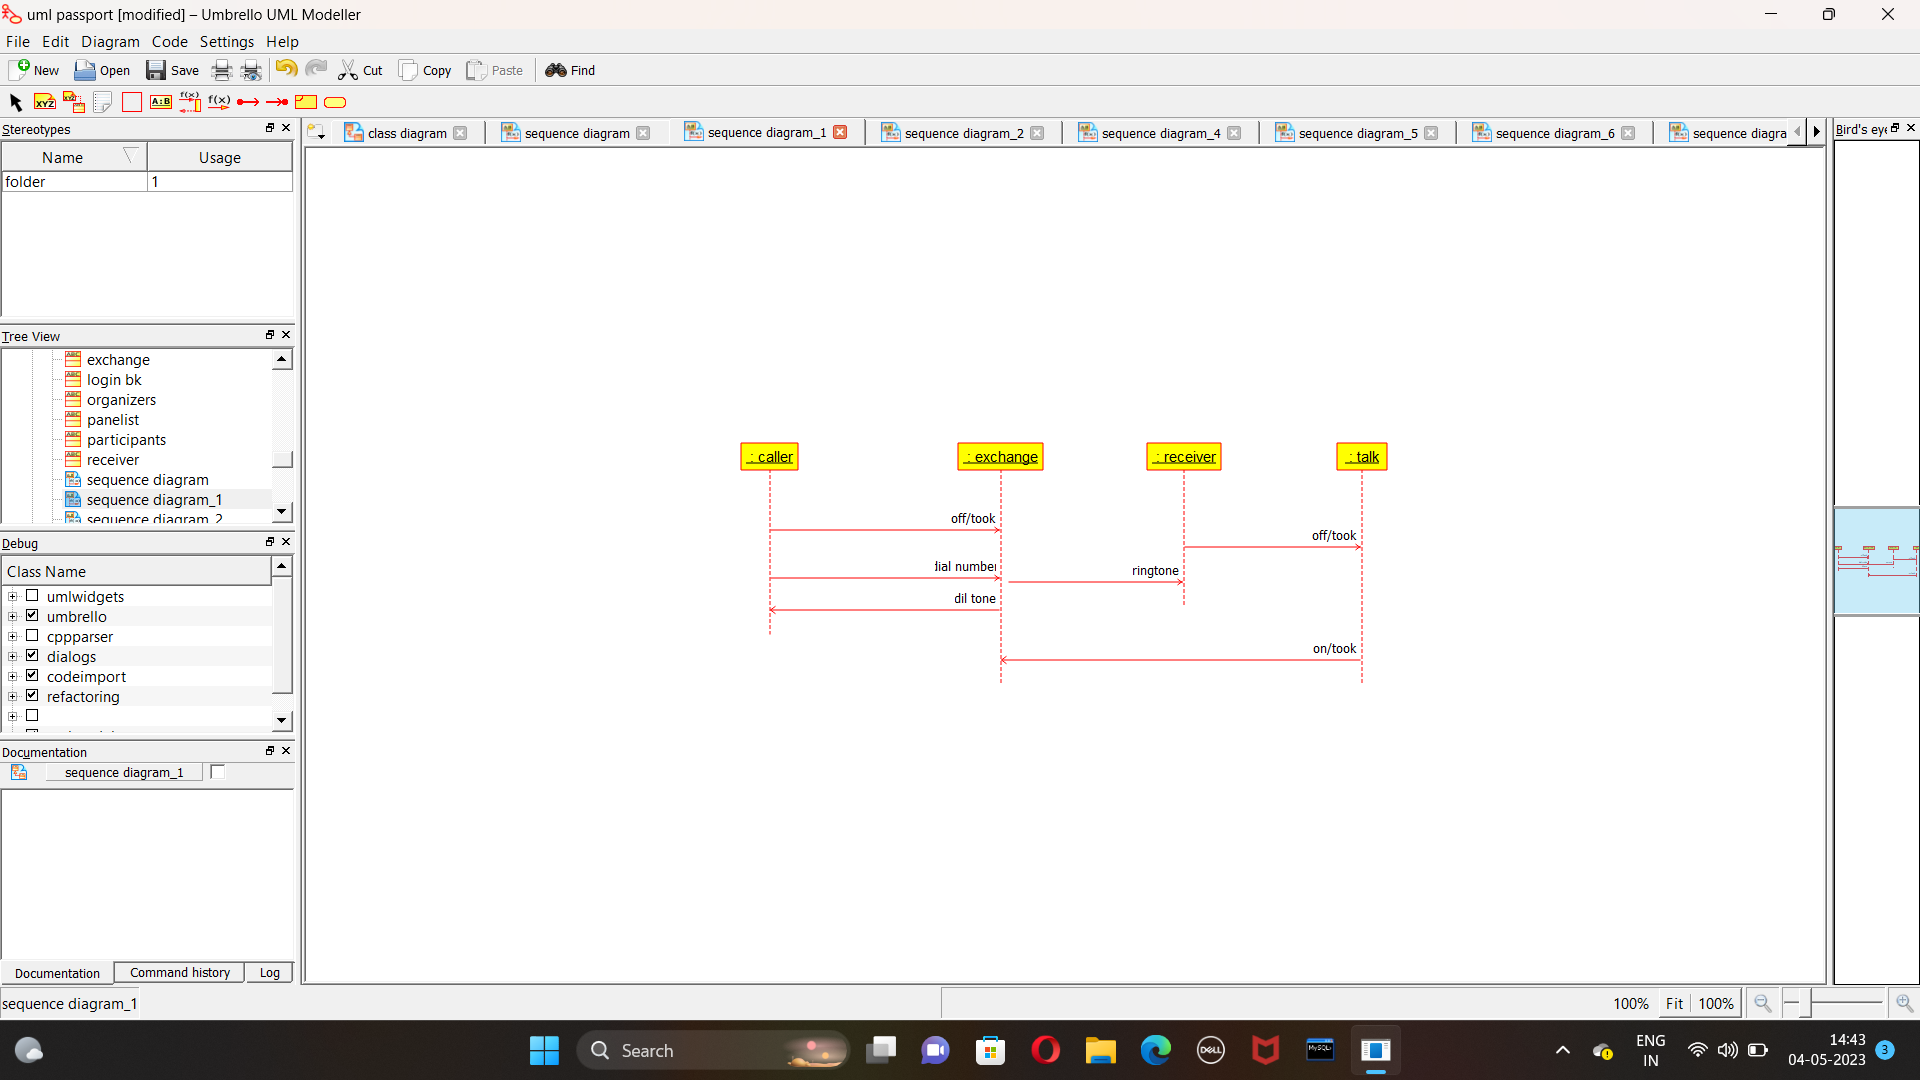 uml passport [modified] – Umbrello UML Modeller
File Edit Diagram Code Settings Help
New Open Save Cut Copy Paste Find
XYZ XYZ A:B f(x) f(x)
Stereotypes
Name Usage
folder 1
class diagram sequence diagram sequence diagram_1 sequence diagram_2 sequence diagram_4 sequence diagram_5 sequence diagram_6 sequence diagra
Bird's eye
Tree View
exchange
login bk
organizers
panelist
participants
receiver
sequence diagram
sequence diagram_1
sequence diagram_2
: caller : exchange : receiver : talk
off/took
off/took
dial number
ringtone
dil tone
on/took
Debug
Class Name
umlwidgets
umbrello
cppparser
dialogs
codeimport
refactoring
Documentation
sequence diagram_1
Documentation Command history Log
sequence diagram_1
100% Fit 100%
Search
DELL
MySQL
ENG
IN
14:43
04-05-2023
3